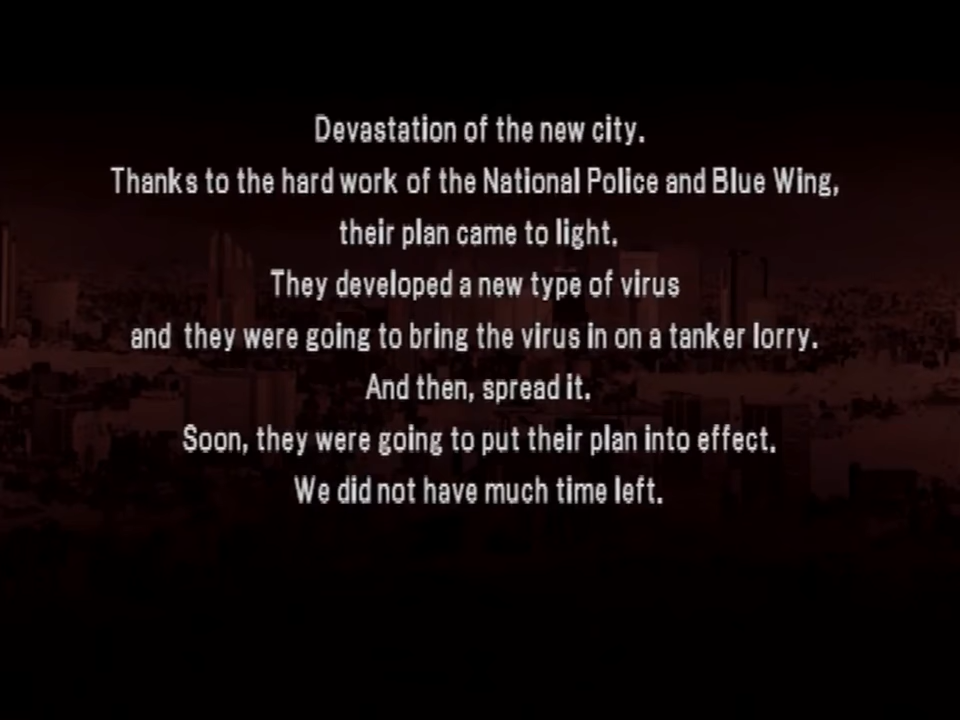 Devastation of the new city.
Thanks to the hard work of the National Police and Blue Wing,
their plan came to light.
They developed a new type of virus
and they were going to bring the virus in on a tanker lorry.
And then, spread it.
Soon, they were going to put their plan into effect.
We did not have much time left.